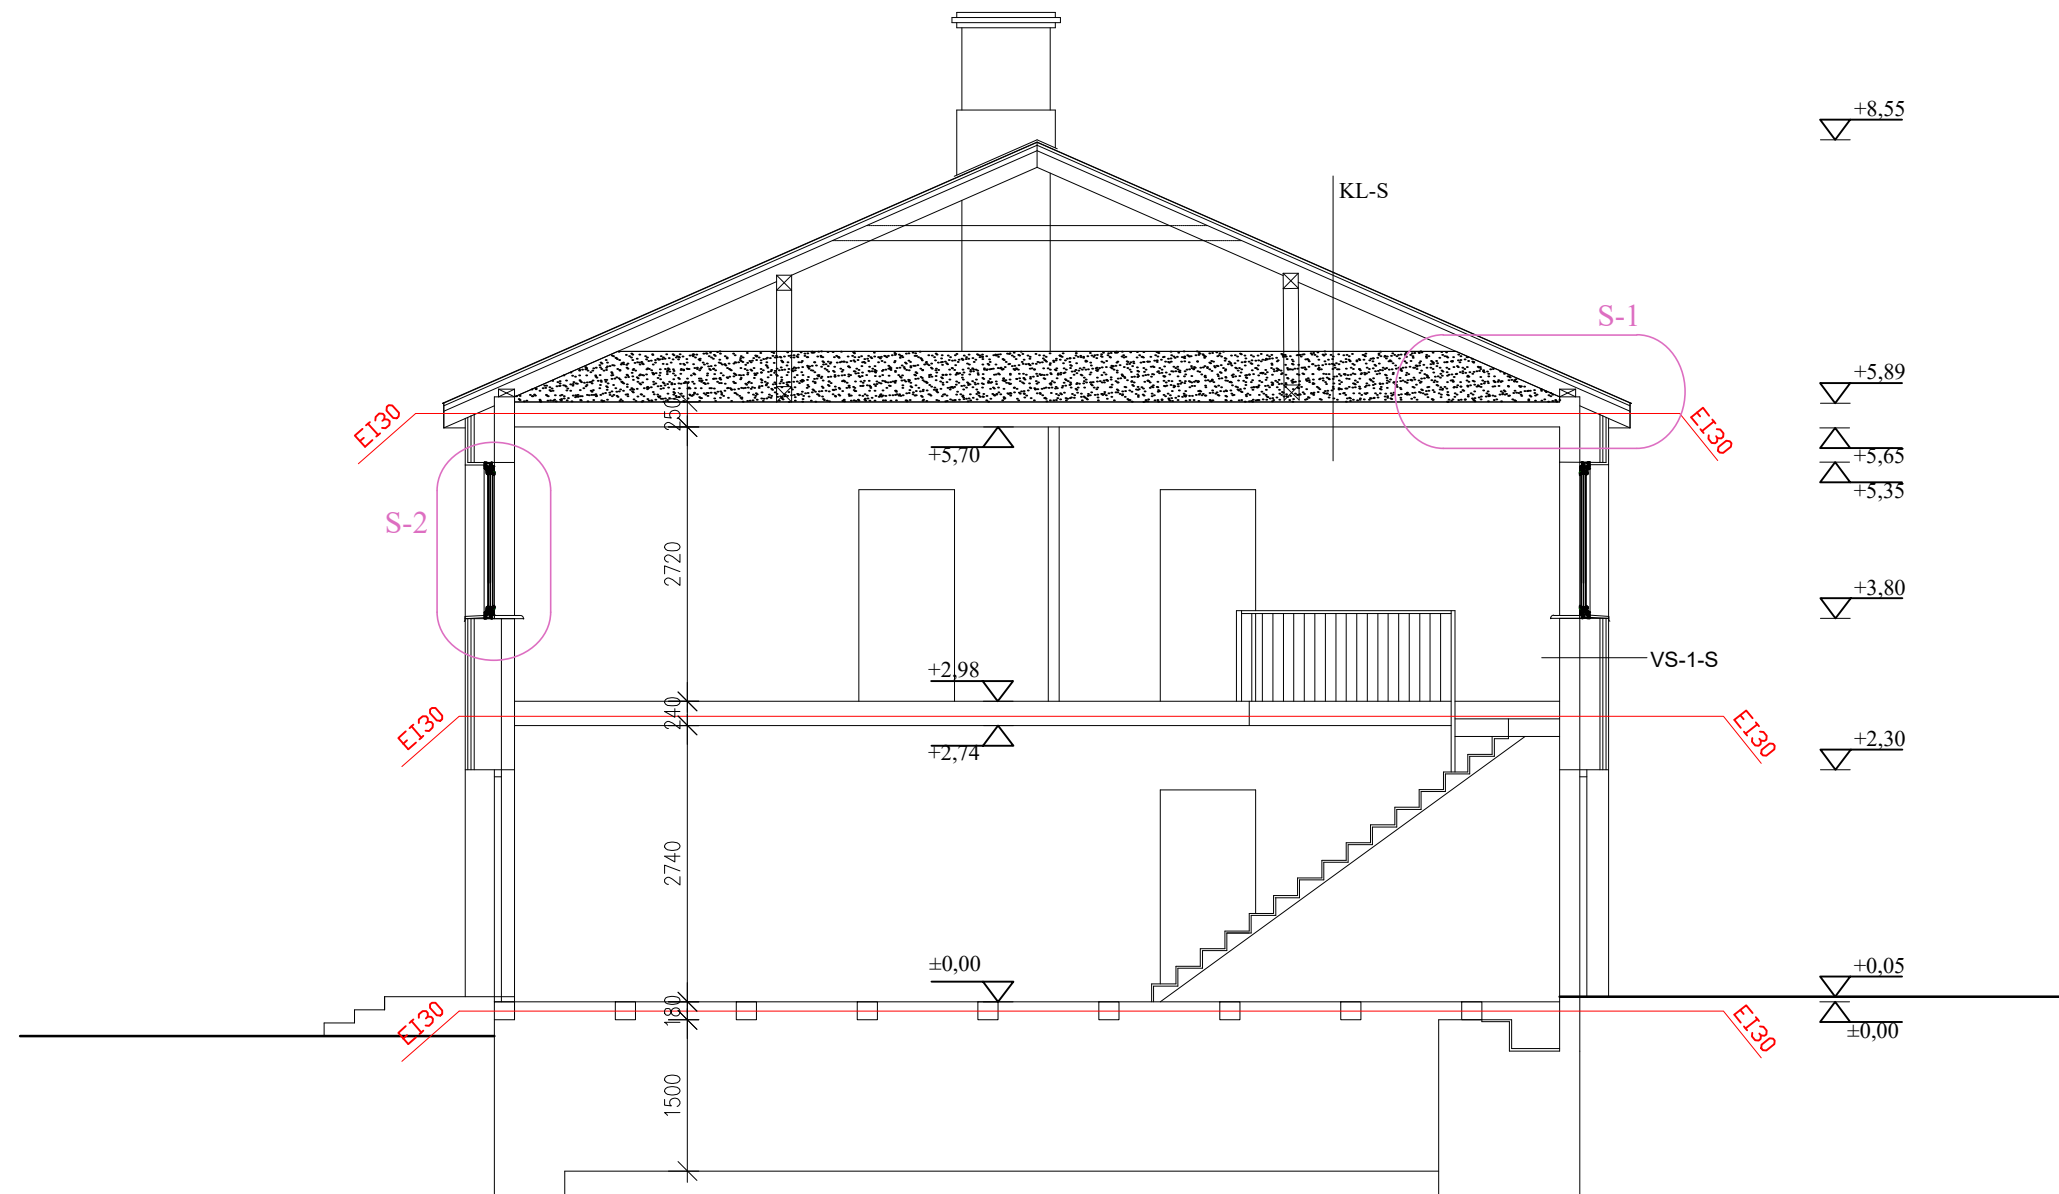 +8,55
KL-S
S-1
+5,89
EI30
250
EI30
+5,70
+5,65
+5,35
S-2
2720
+3,80
VS-1-S
+2,98
240
EI30
EI30
+2,74
+2,30
2740
±0,00
+0,05
180
EI30
EI30
±0,00
1500